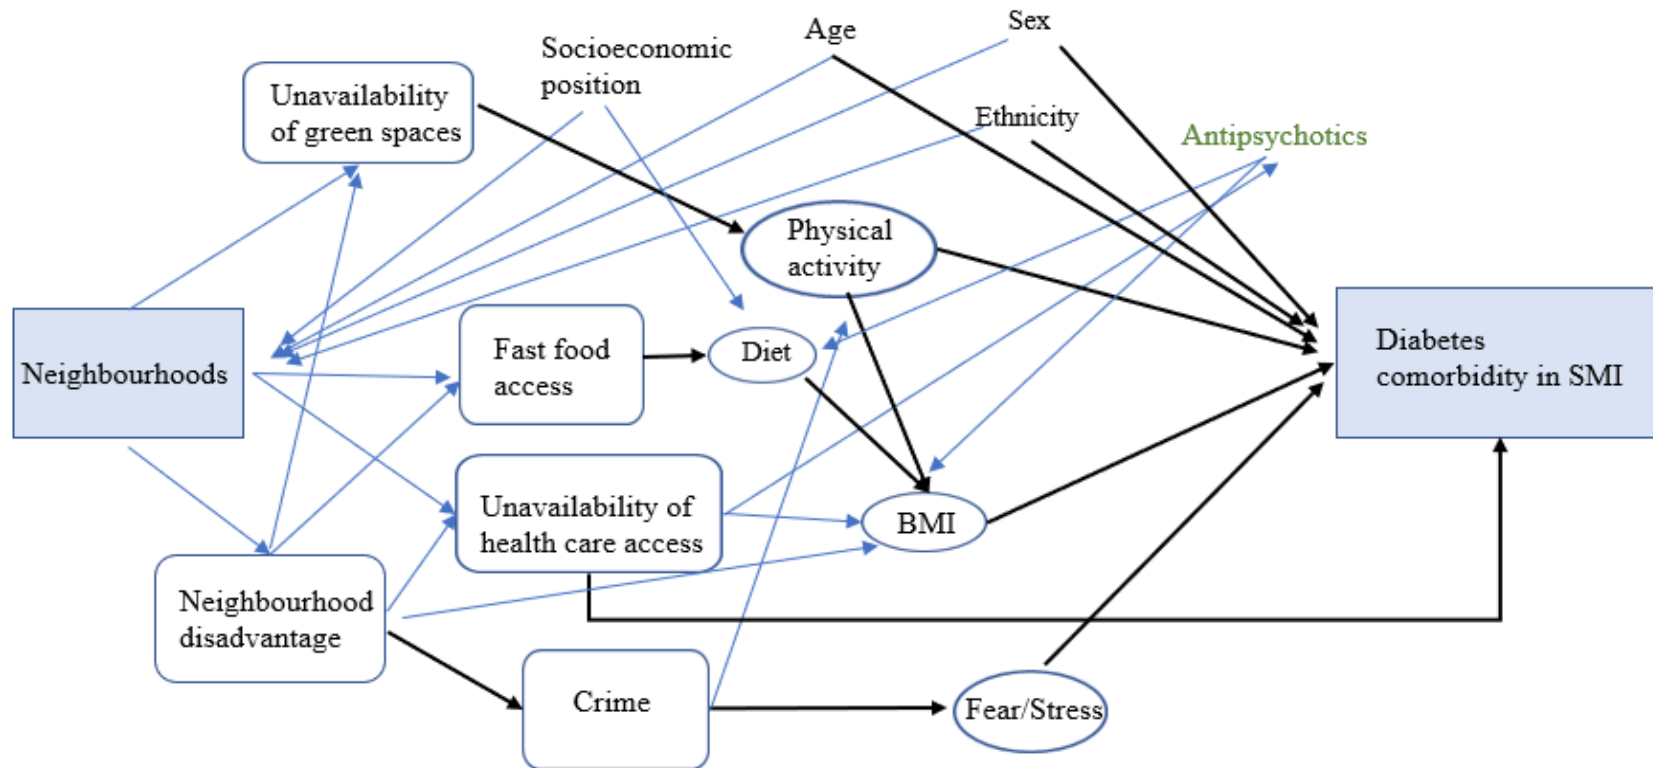 Sex
Age
Socioeconomic
position
Unavailability
of green spaces
Ethnicity
Antipsychotics
Physical
activity
Neighbourhoods
Fast food
access
Diet
Diabetes
comorbidity in SMI
Unavailability of
health care access
BMI
Neighbourhood
disadvantage
Crime
Fear/Stress